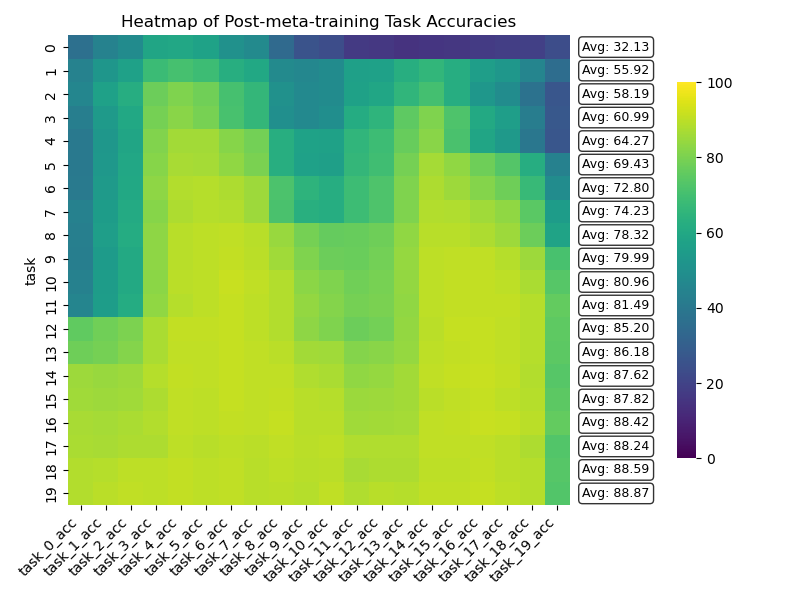 Heatmap of Post-meta-training Task Accuracies
task
0 Avg: 32.13
1 Avg: 55.92
2 Avg: 58.19
3 Avg: 60.99
4 Avg: 64.27
5 Avg: 69.43
6 Avg: 72.80
7 Avg: 74.23
8 Avg: 78.32
9 Avg: 79.99
10 Avg: 80.96
11 Avg: 81.49
12 Avg: 85.20
13 Avg: 86.18
14 Avg: 87.62
15 Avg: 87.82
16 Avg: 88.42
17 Avg: 88.24
18 Avg: 88.59
19 Avg: 88.87
task_0_acc
task_1_acc
task_2_acc
task_3_acc
task_4_acc
task_5_acc
task_6_acc
task_7_acc
task_8_acc
task_9_acc
task_10_acc
task_11_acc
task_12_acc
task_13_acc
task_14_acc
task_15_acc
task_16_acc
task_17_acc
task_18_acc
task_19_acc
100
80
60
40
20
0